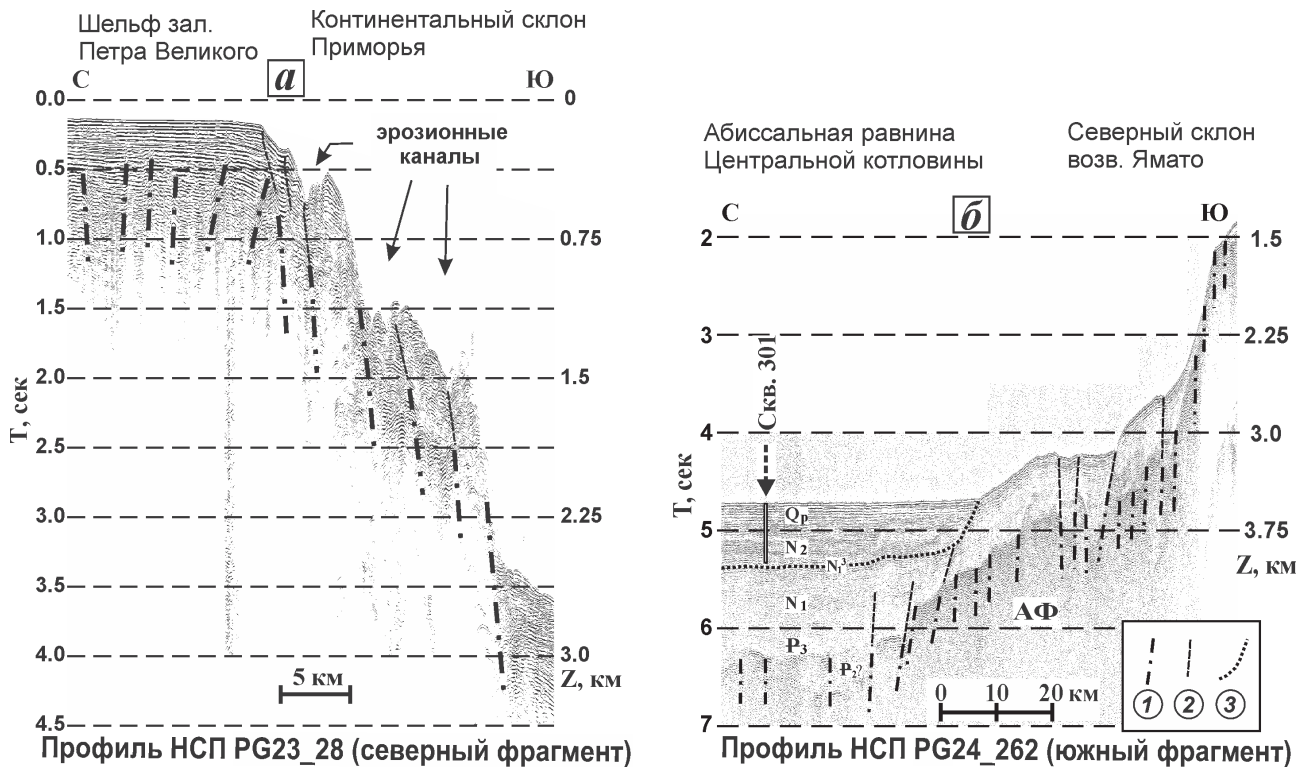 Шельф зал.
Петра Великого
Континентальный склон
Приморья
С
а
Ю
0.0
0
эрозионные
каналы
0.5
1.0
0.75
1.5
2.0
1.5
2.5
3.0
2.25
3.5
4.0
3.0
4.5
Т, сек
Z, км
5 км
Профиль НСП PG23_28 (северный фрагмент)
Абиссальная равнина
Центральной котловины
Северный склон
возв. Ямато
С
б
Ю
2
1.5
3
2.25
Скв. 301
4
3.0
5
3.75
6
7
Т, сек
Z, км
Qp
N2
N1³
N1
АФ
P3
P2?
0 10 20 км
1 2 3
Профиль НСП PG24_262 (южный фрагмент)